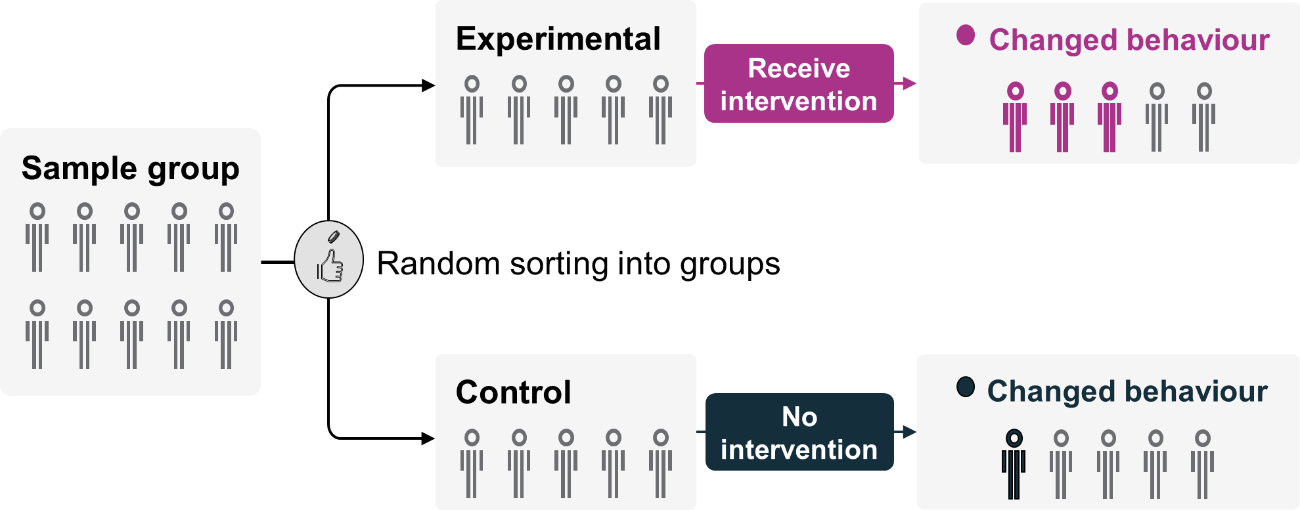 Sample group
Random sorting into groups
Experimental
Receive
intervention
Changed behaviour
Control
No
intervention
Changed behaviour